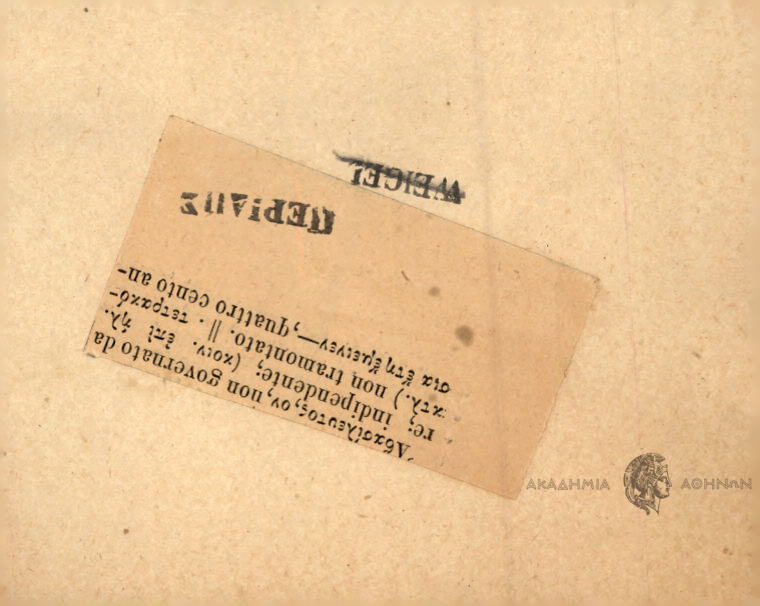 Ἀβασίλευτος, ον, non governato da
re; indipendente; (κοιν. ἐπὶ ἡλ.
κτλ.) non tramontato. || . τετρακό-
σια ἔτη ἔμεινεν—, quattro cento an-
ΠΕΡΙΔΗΣ
WEIGEL
ΑΚΑΔΗΜΙΑ ΑΘΗΝΩΝ